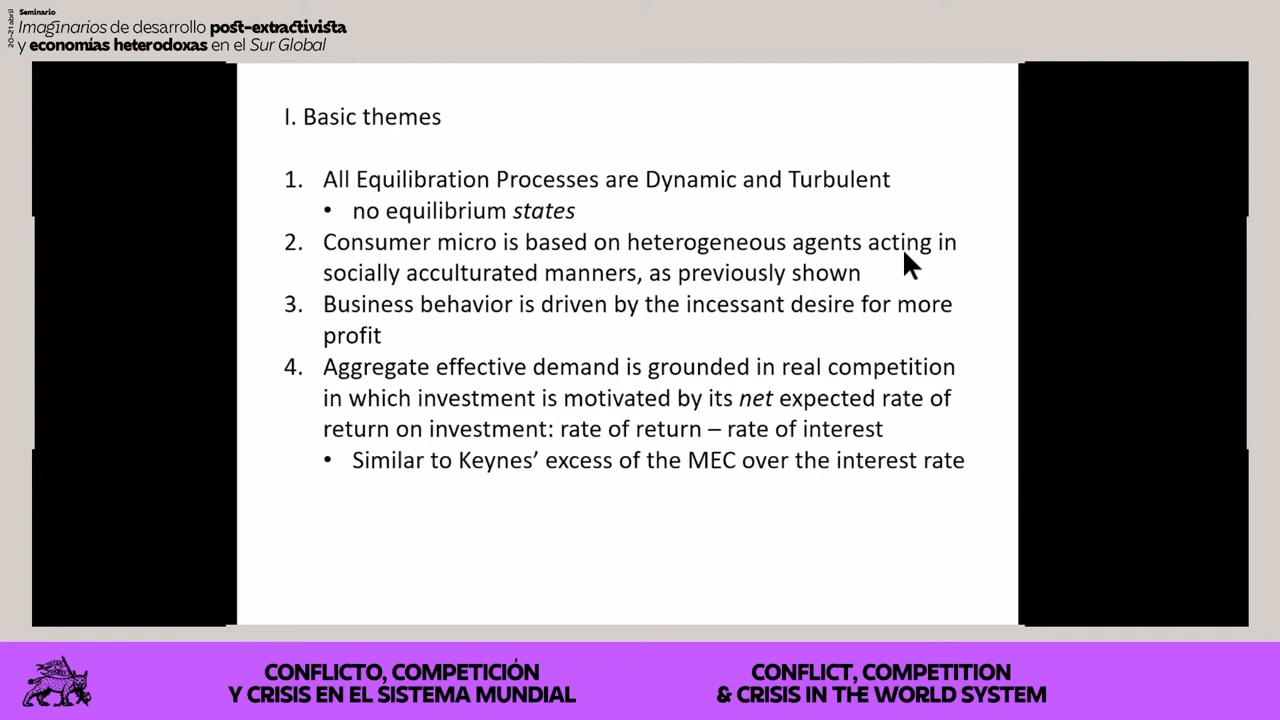 Seminario
Imaginarios de desarrollo post-extractivista
y economías heterodoxas en el Sur Global
20-21 abril
I. Basic themes
1. All Equilibration Processes are Dynamic and Turbulent
• no equilibrium states
2. Consumer micro is based on heterogeneous agents acting in
socially acculturated manners, as previously shown
3. Business behavior is driven by the incessant desire for more
profit
4. Aggregate effective demand is grounded in real competition
in which investment is motivated by its net expected rate of
return on investment: rate of return – rate of interest
• Similar to Keynes’ excess of the MEC over the interest rate
CONFLICTO, COMPETICIÓN
Y CRISIS EN EL SISTEMA MUNDIAL
CONFLICT, COMPETITION
& CRISIS IN THE WORLD SYSTEM